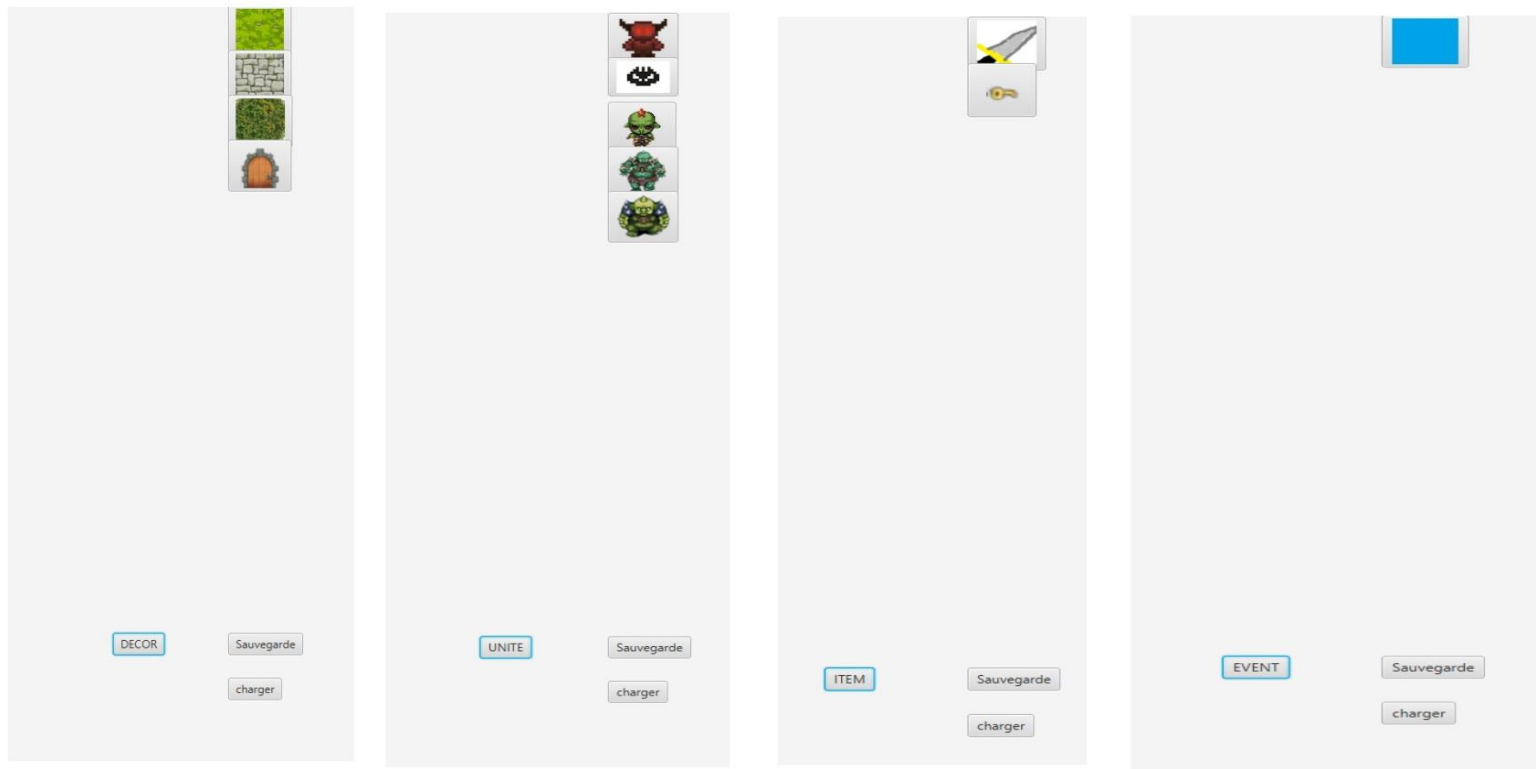 DECOR
Sauvegarde
charger
UNITE
Sauvegarde
charger
ITEM
Sauvegarde
charger
EVENT
Sauvegarde
charger